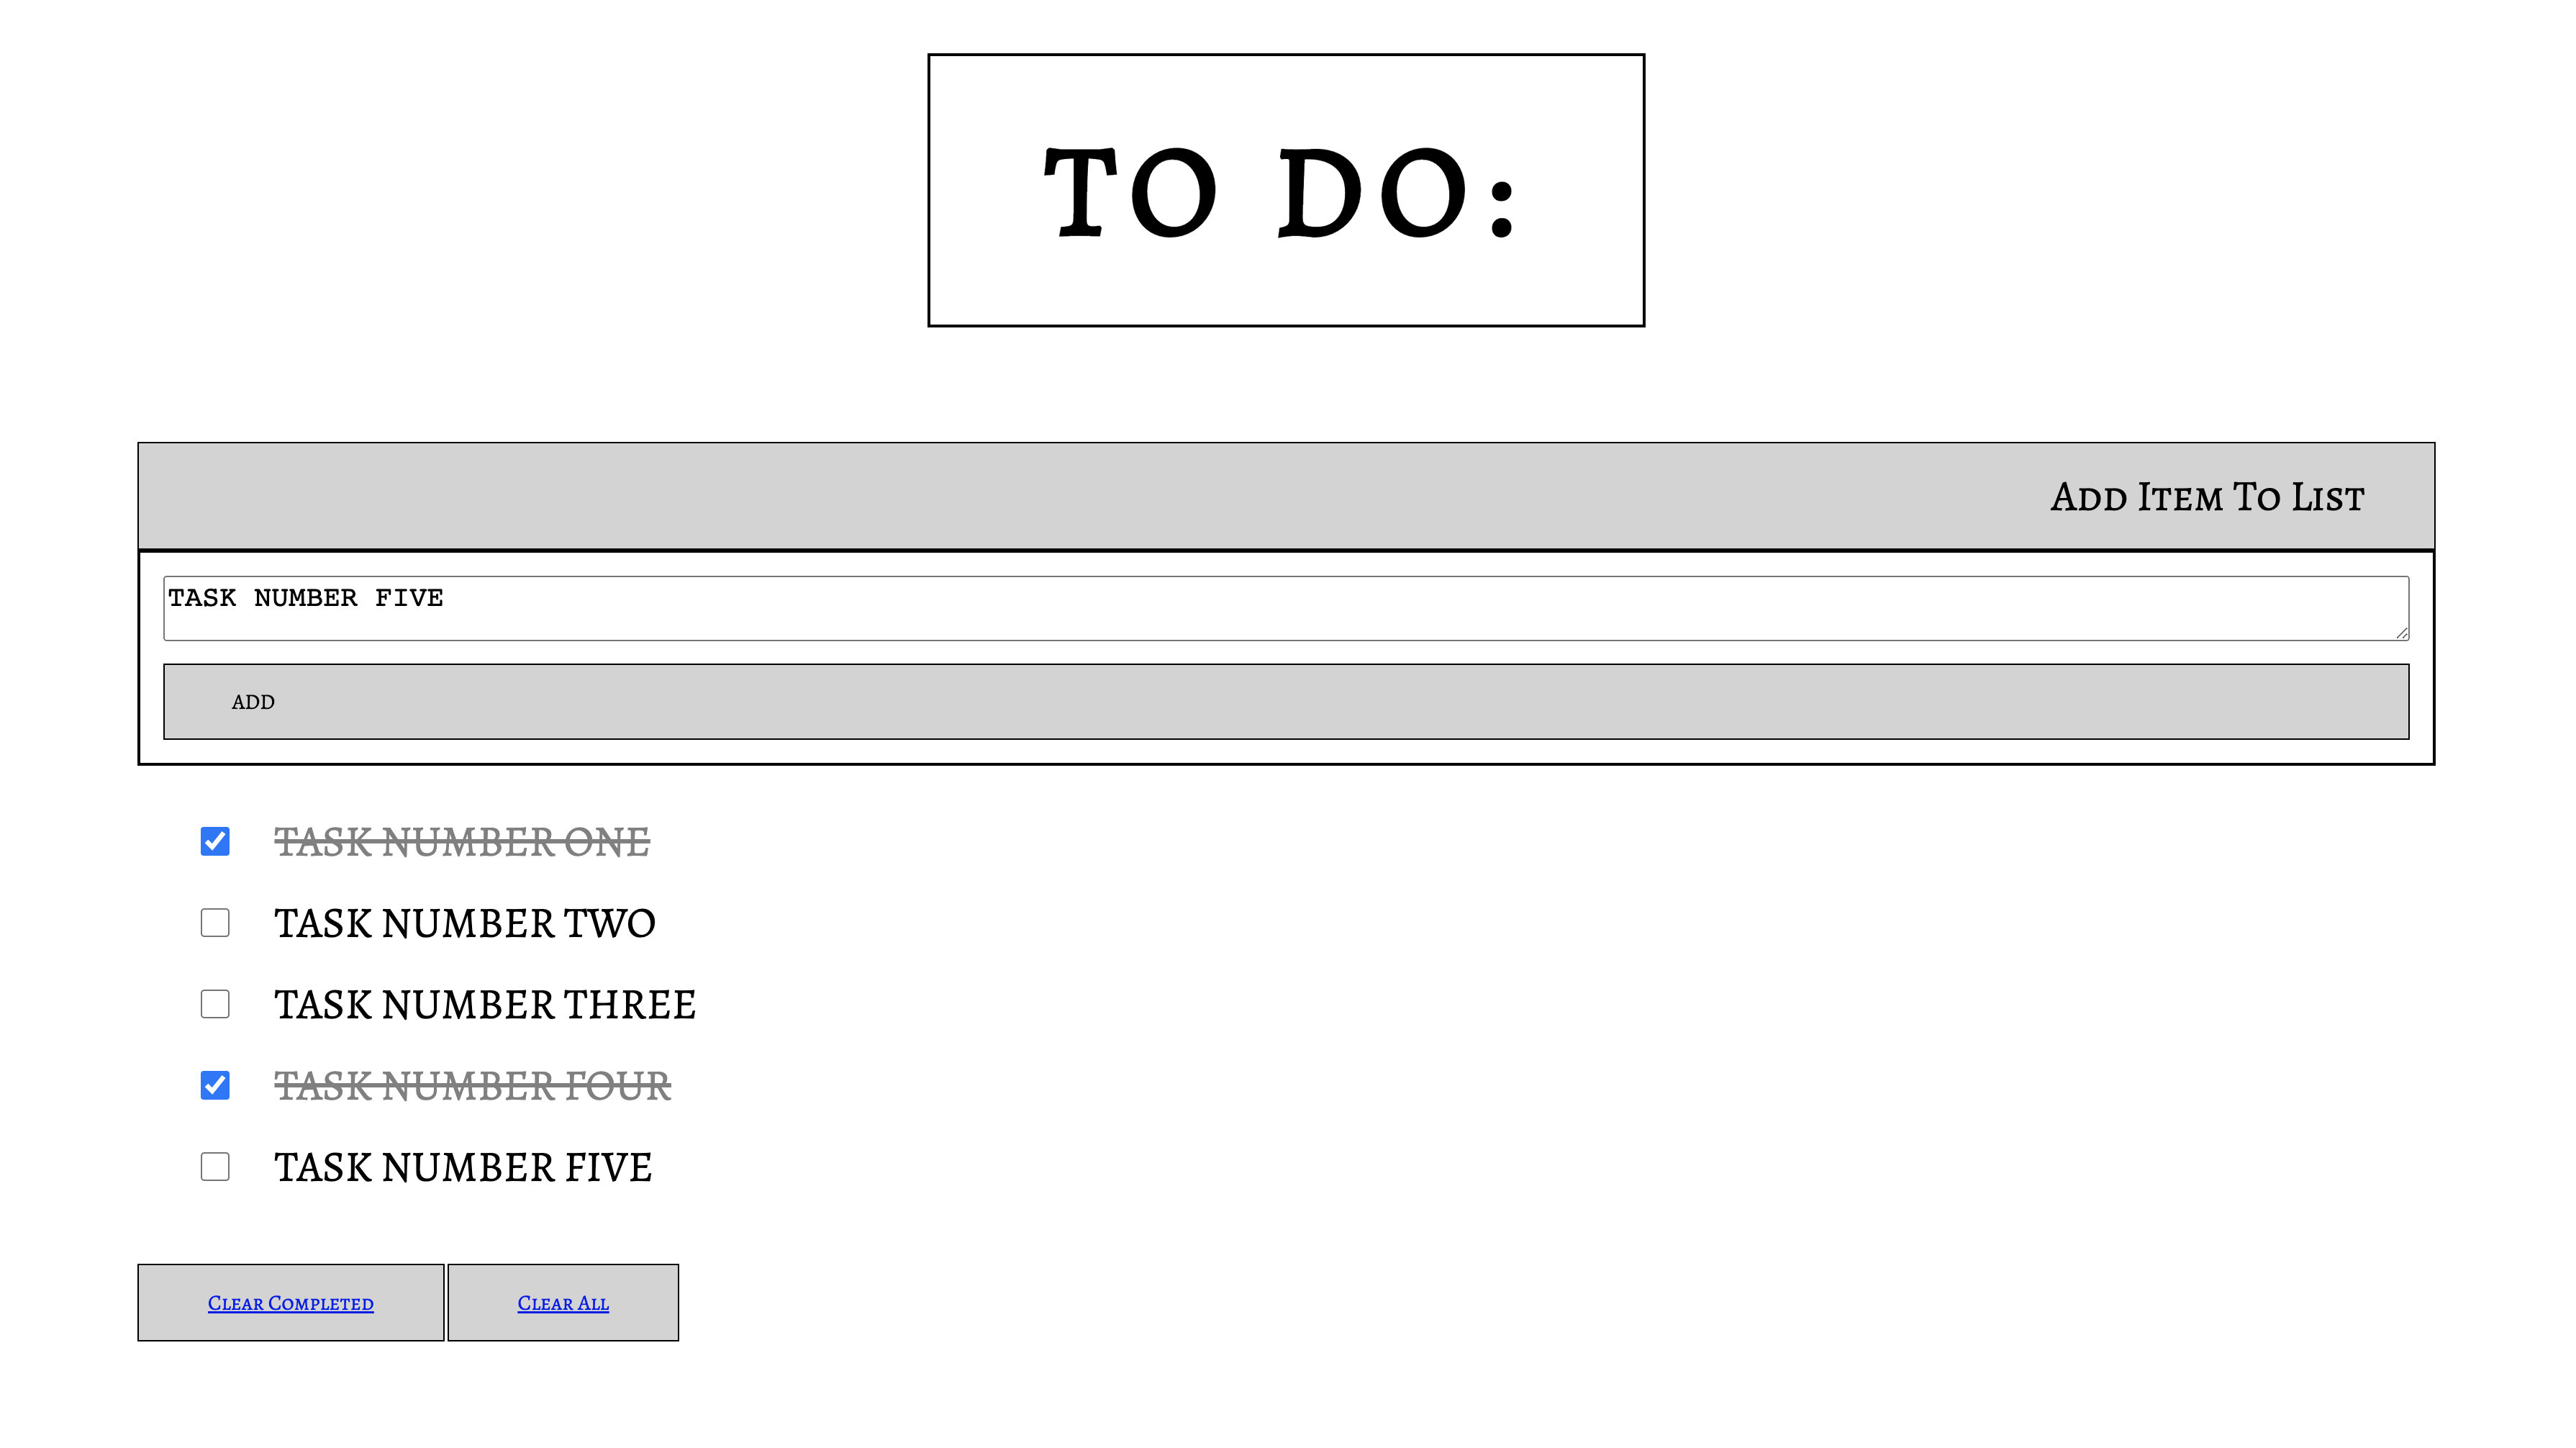 TO DO:
Add Item To List
TASK NUMBER FIVE
ADD
TASK NUMBER ONE
TASK NUMBER TWO
TASK NUMBER THREE
TASK NUMBER FOUR
TASK NUMBER FIVE
Clear Completed
Clear All